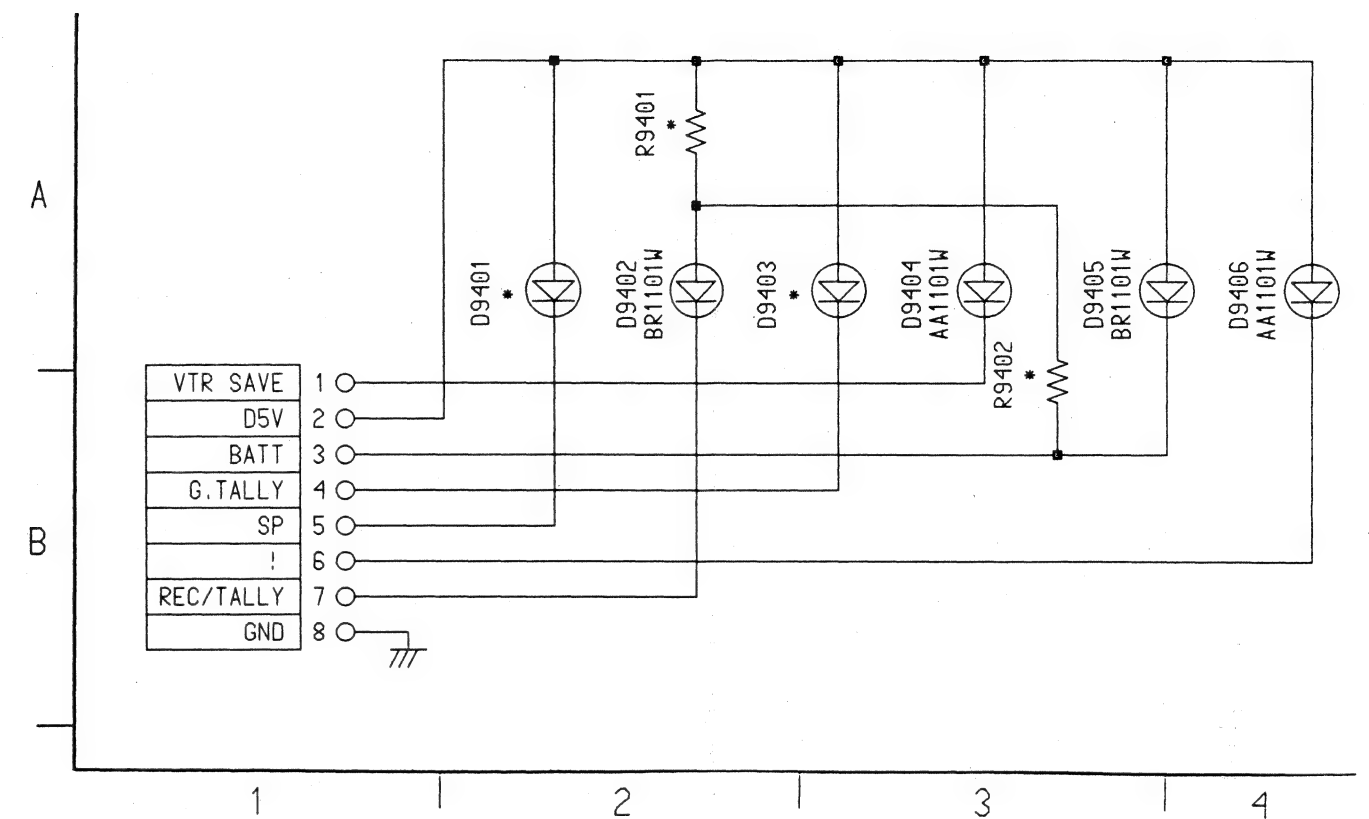 A
B
R9401
*
D9401
*
D9402
BR1101W
D9403
*
D9404
AA1101W
R9402
*
D9405
BR1101W
D9406
AA1101W
VTR SAVE 1
D5V 2
BATT 3
G.TALLY 4
SP 5
! 6
REC/TALLY 7
GND 8
1 2 3 4